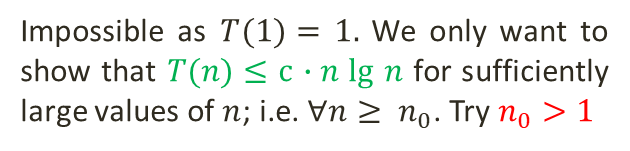 Impossible as T(1) = 1. We only want to
show that T(n) ≤ c · n lg n for sufficiently
large values of n; i.e. ∀n ≥ n₀. Try n₀ > 1